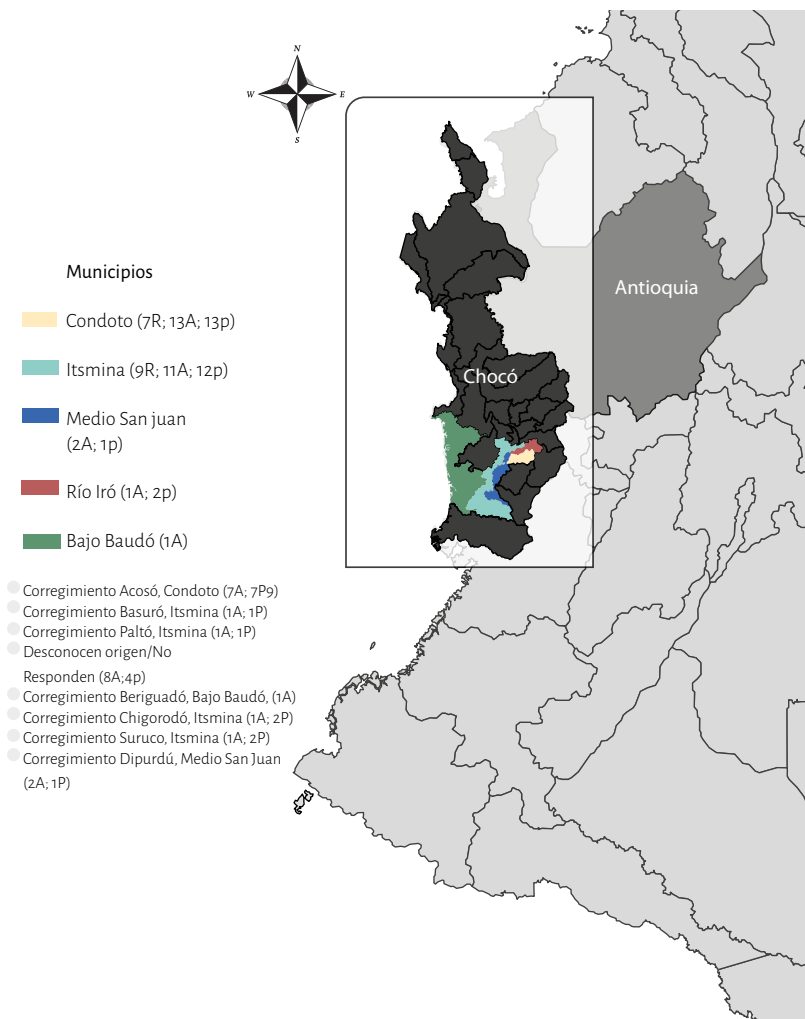 N
W
E
S
Antioquia
Chocó
Municipios
Condoto (7R; 13A; 13p)
Itsmina (9R; 11A; 12p)
Medio San juan
(2A; 1p)
Río Iró (1A; 2p)
Bajo Baudó (1A)
Corregimiento Acosó, Condoto (7A; 7P9)
Corregimiento Basuró, Itsmina (1A; 1P)
Corregimiento Paltó, Itsmina (1A; 1P)
Desconocen origen/No
Responden (8A;4p)
Corregimiento Beriguadó, Bajo Baudó, (1A)
Corregimiento Chigorodó, Itsmina (1A; 2P)
Corregimiento Suruco, Itsmina (1A; 2P)
Corregimiento Dipurdú, Medio San Juan
(2A; 1P)